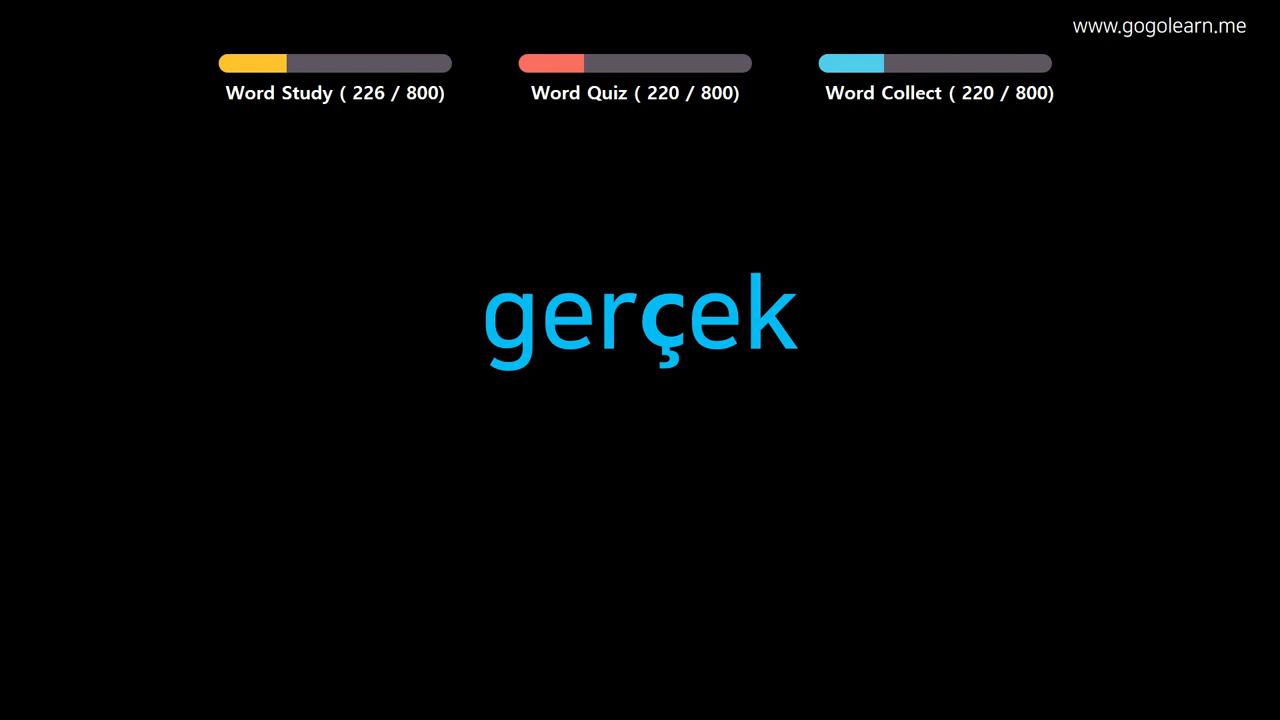 www.gogolearn.me
Word Study ( 226 / 800)
Word Quiz ( 220 / 800)
Word Collect ( 220 / 800)
gerçek